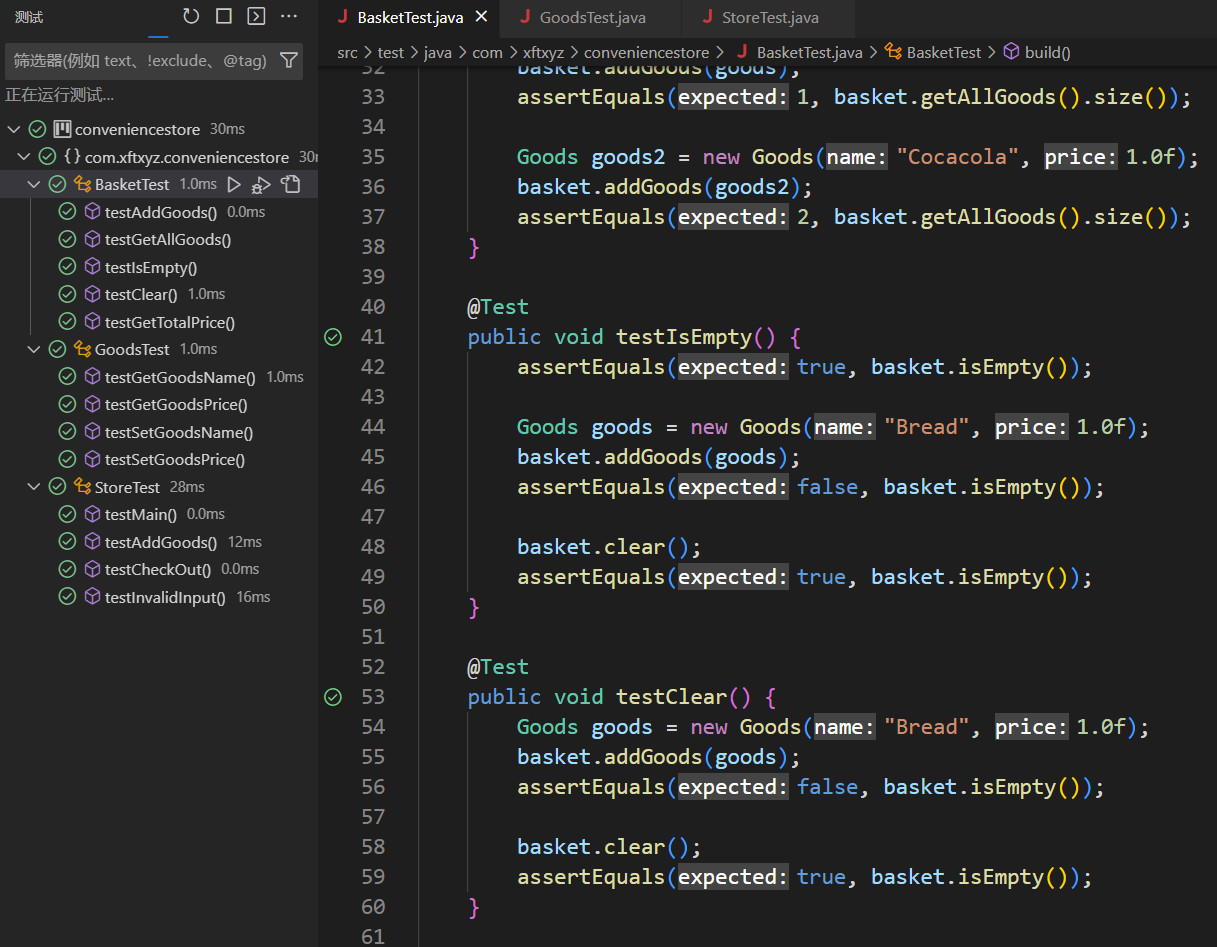 测试
筛选器(例如 text、!exclude、@tag)
正在运行测试...
conveniencestore 30ms
{} com.xftxyz.conveniencestore 30
BasketTest 1.0ms
testAddGoods() 0.0ms
testGetAllGoods()
testIsEmpty()
testClear() 1.0ms
testGetTotalPrice()
GoodsTest 1.0ms
testGetGoodsName() 1.0ms
testGetGoodsPrice()
testSetGoodsName()
testSetGoodsPrice()
StoreTest 28ms
testMain() 0.0ms
testAddGoods() 12ms
testCheckOut() 0.0ms
testInvalidInput() 16ms
J BasketTest.java
J GoodsTest.java
J StoreTest.java
src > test > java > com > xftxyz > conveniencestore > J BasketTest.java > BasketTest > build()
32 basket.addGoods(goods);
33 assertEquals(expected: 1, basket.getAllGoods().size());
34
35 Goods goods2 = new Goods(name: "Cocacola", price: 1.0f);
36 basket.addGoods(goods2);
37 assertEquals(expected: 2, basket.getAllGoods().size());
38 }
39
40 @Test
41 public void testIsEmpty() {
42 assertEquals(expected: true, basket.isEmpty());
43
44 Goods goods = new Goods(name: "Bread", price: 1.0f);
45 basket.addGoods(goods);
46 assertEquals(expected: false, basket.isEmpty());
47
48 basket.clear();
49 assertEquals(expected: true, basket.isEmpty());
50 }
51
52 @Test
53 public void testClear() {
54 Goods goods = new Goods(name: "Bread", price: 1.0f);
55 basket.addGoods(goods);
56 assertEquals(expected: false, basket.isEmpty());
57
58 basket.clear();
59 assertEquals(expected: true, basket.isEmpty());
60 }
61